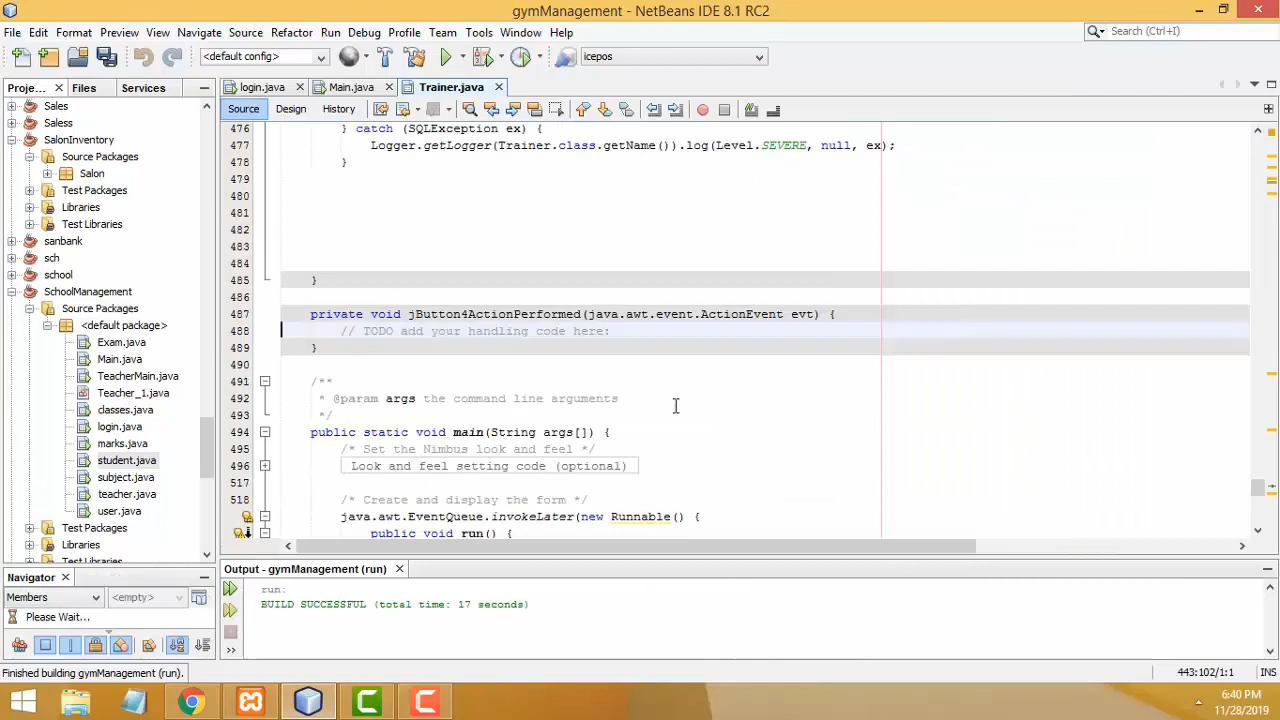 gymManagement - NetBeans IDE 8.1 RC2
File Edit View Navigate Source Refactor Run Debug Profile Team Tools Window Help
Search (Ctrl+I)
<default config>
icepos
Proje...
Files
Services
login.java
Main.java
Trainer.java
Source
Design
History
Sales
Saless
SalonInventory
Source Packages
Salon
Test Packages
Libraries
Test Libraries
sanbank
sch
school
SchoolManagement
Source Packages
<default package>
Exam.java
Main.java
TeacherMain.java
Teacher_1.java
classes.java
login.java
marks.java
student.java
subject.java
teacher.java
user.java
Test Packages
Libraries
Test Libraries
476 } catch (SQLException ex) {
477 Logger.getLogger(Trainer.class.getName()).log(Level.SEVERE, null, ex);
478 }
479
480
481
482
483
484
485 }
486
487 private void jButton4ActionPerformed(java.awt.event.ActionEvent evt) {
488 // TODO add your handling code here:
489 }
490
491 /**
492 * @param args the command line arguments
493 */
494 public static void main(String args[]) {
495 /* Set the Nimbus look and feel */
496 Look and feel setting code (optional)
517
518 /* Create and display the form */
java.awt.EventQueue.invokeLater(new Runnable() {
public void run() {
Navigator
Members
<empty>
Please Wait...
Output - gymManagement (run)
run:
BUILD SUCCESSFUL (total time: 17 seconds)
Finished building gymManagement (run).
443:102/1:1
INS
6:40 PM
11/28/2019